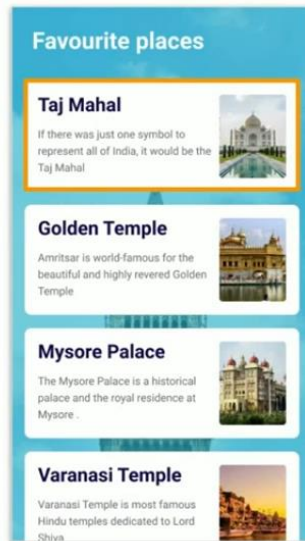 Favourite places
Taj Mahal
If there was just one symbol to
represent all of India, it would be the
Taj Mahal
Golden Temple
Amritsar is world-famous for the
beautiful and highly revered Golden
Temple
Mysore Palace
The Mysore Palace is a historical
palace and the royal residence at
Mysore .
Varanasi Temple
Varanasi Temple is most famous
Hindu temples dedicated to Lord
Shiva